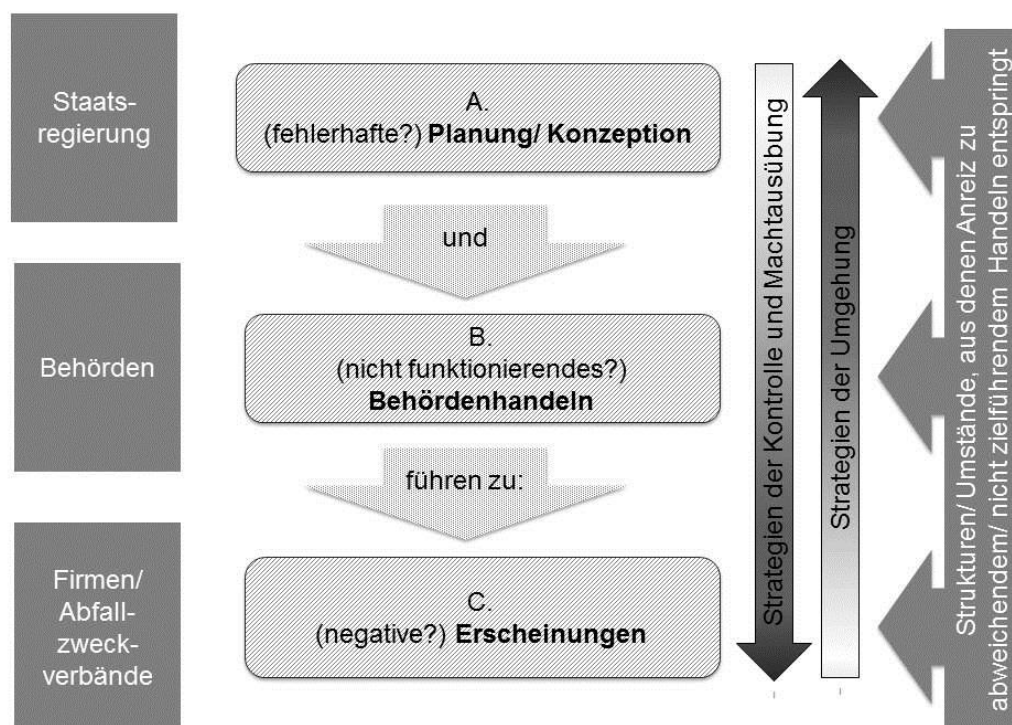 Staats-
regierung
A.
(fehlerhafte?) Planung/ Konzeption
und
Behörden
B.
(nicht funktionierendes?)
Behördenhandeln
führen zu:
Firmen/
Abfall-
zweck-
verbände
C.
(negative?) Erscheinungen
Strategien der Kontrolle und Machtausübung
Strategien der Umgehung
Strukturen/ Umstände, aus denen Anreiz zu
abweichendem/ nicht zielführendem Handeln entspringt